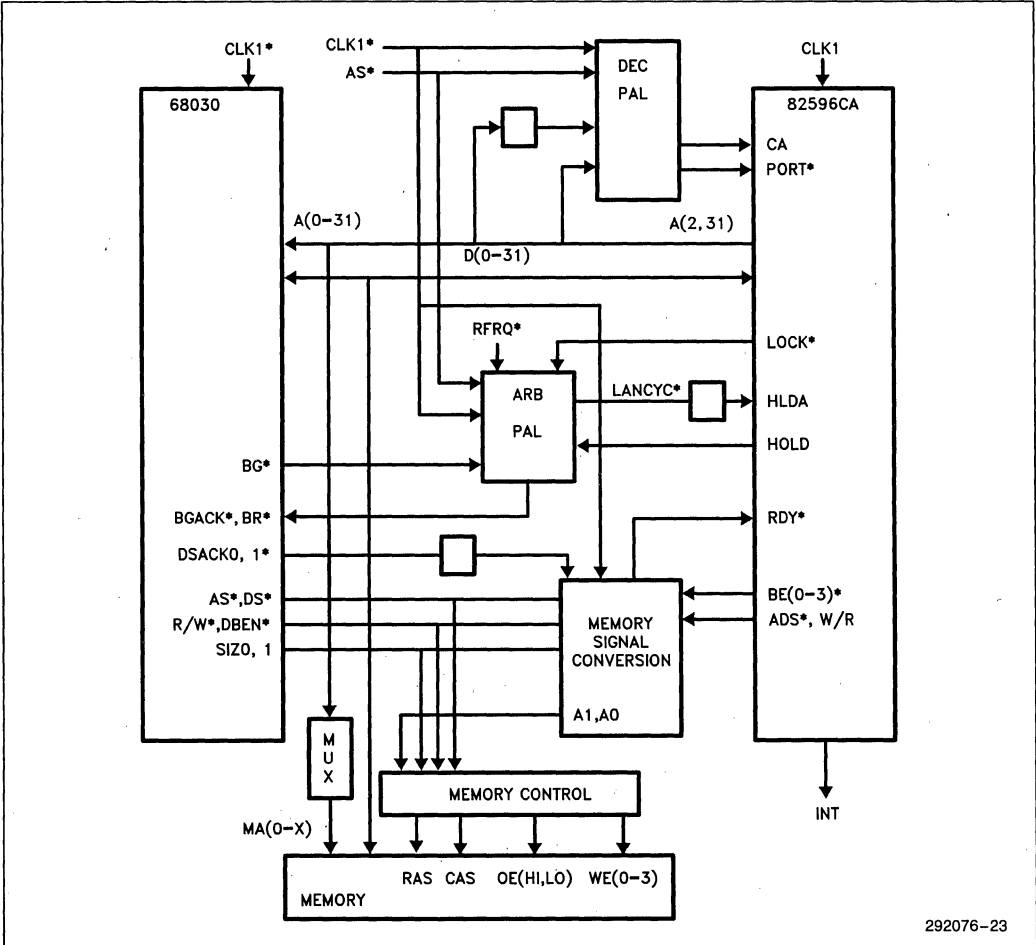 CLK1*
CLK1*
AS*
CLK1
68030
DEC
PAL
82596CA
CA
PORT*
A(0-31)
A(2,31)
D(0-31)
RFRQ*
LOCK*
ARB
PAL
LANCYC*
HLDA
HOLD
BG*
BGACK*, BR*
RDY*
DSACK0, 1*
AS*,DS*
R/W*,DBEN*
SIZ0, 1
MEMORY
SIGNAL
CONVERSION
A1,A0
BE(0-3)*
ADS*, W/R
MUX
MEMORY CONTROL
INT
MA(0-X)
RAS CAS OE(HI,LO) WE(0-3)
MEMORY
292076-23